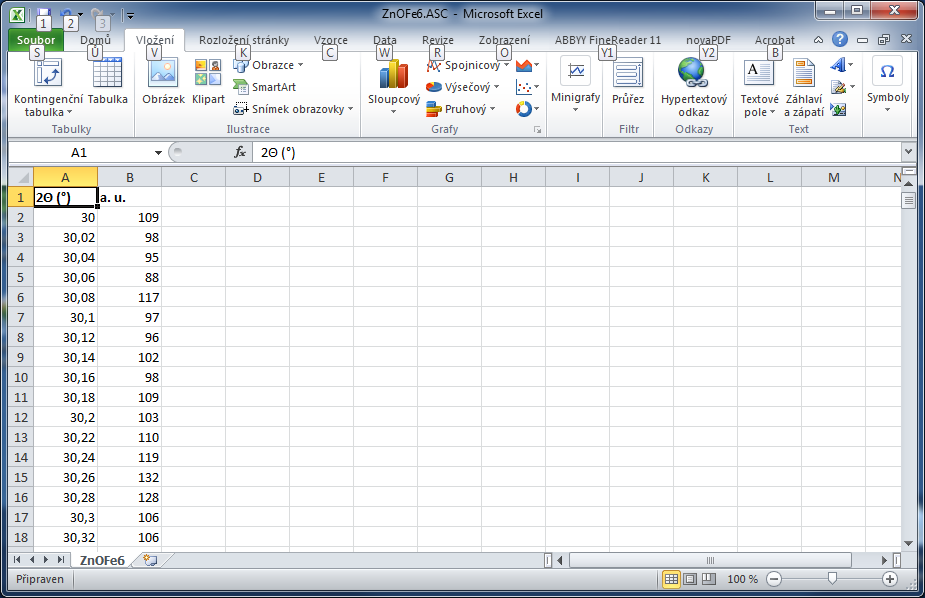 ZnOFe6.ASC - Microsoft Excel
1 2 3
Soubor Domů Vložení Rozložení stránky Vzorce Data Revize Zobrazení ABBYY FineReader 11 novaPDF Acrobat
S Ů V K C W R O Y1 Y2 B
Kontingenční tabulka Tabulka
Obrázek Klipart Obrazce SmartArt Snímek obrazovky
Sloupcový Spojnicový Výsečový Pruhový
Minigrafy Průřez Hypertextový odkaz
Textové pole Záhlaví a zápatí Symboly
Tabulky Ilustrace Grafy Filtr Odkazy Text
A1 fx 2Θ (°)
A B C D E F G H I J K L M N
1 2Θ (°) a. u.
2 30 109
3 30,02 98
4 30,04 95
5 30,06 88
6 30,08 117
7 30,1 97
8 30,12 96
9 30,14 102
10 30,16 98
11 30,18 109
12 30,2 103
13 30,22 110
14 30,24 119
15 30,26 132
16 30,28 128
17 30,3 106
18 30,32 106
ZnOFe6
Připraven 100 %